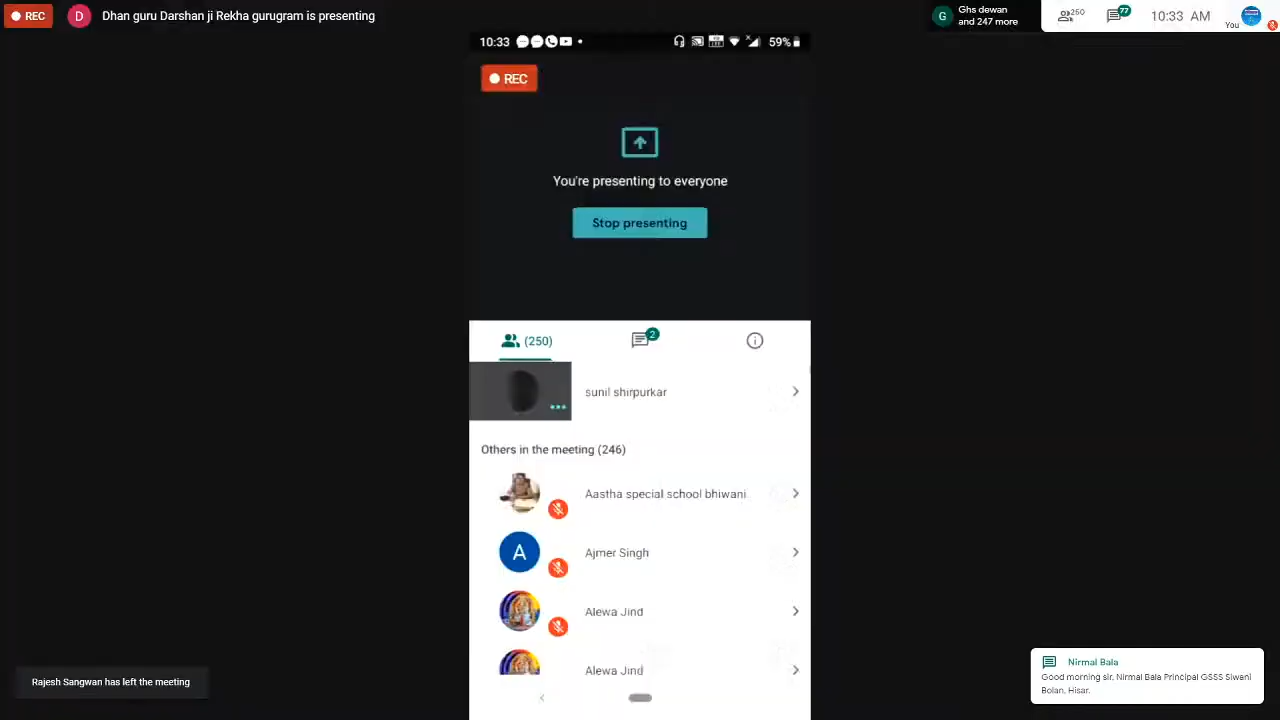 REC
D
Dhan guru Darshan ji Rekha gurugram is presenting
G
Ghs dewan
and 247 more
250
77
10:33 AM
You
10:33
59%
REC
You're presenting to everyone
Stop presenting
(250)
2
sunil shirpurkar
Others in the meeting (246)
Aastha special school bhiwani
A
Ajmer Singh
Alewa Jind
Alewa Jind
Rajesh Sangwan has left the meeting
Nirmal Bala
Good morning sir. Nirmal Bala Principal GSSS Siwani
Bolan. Hisar.